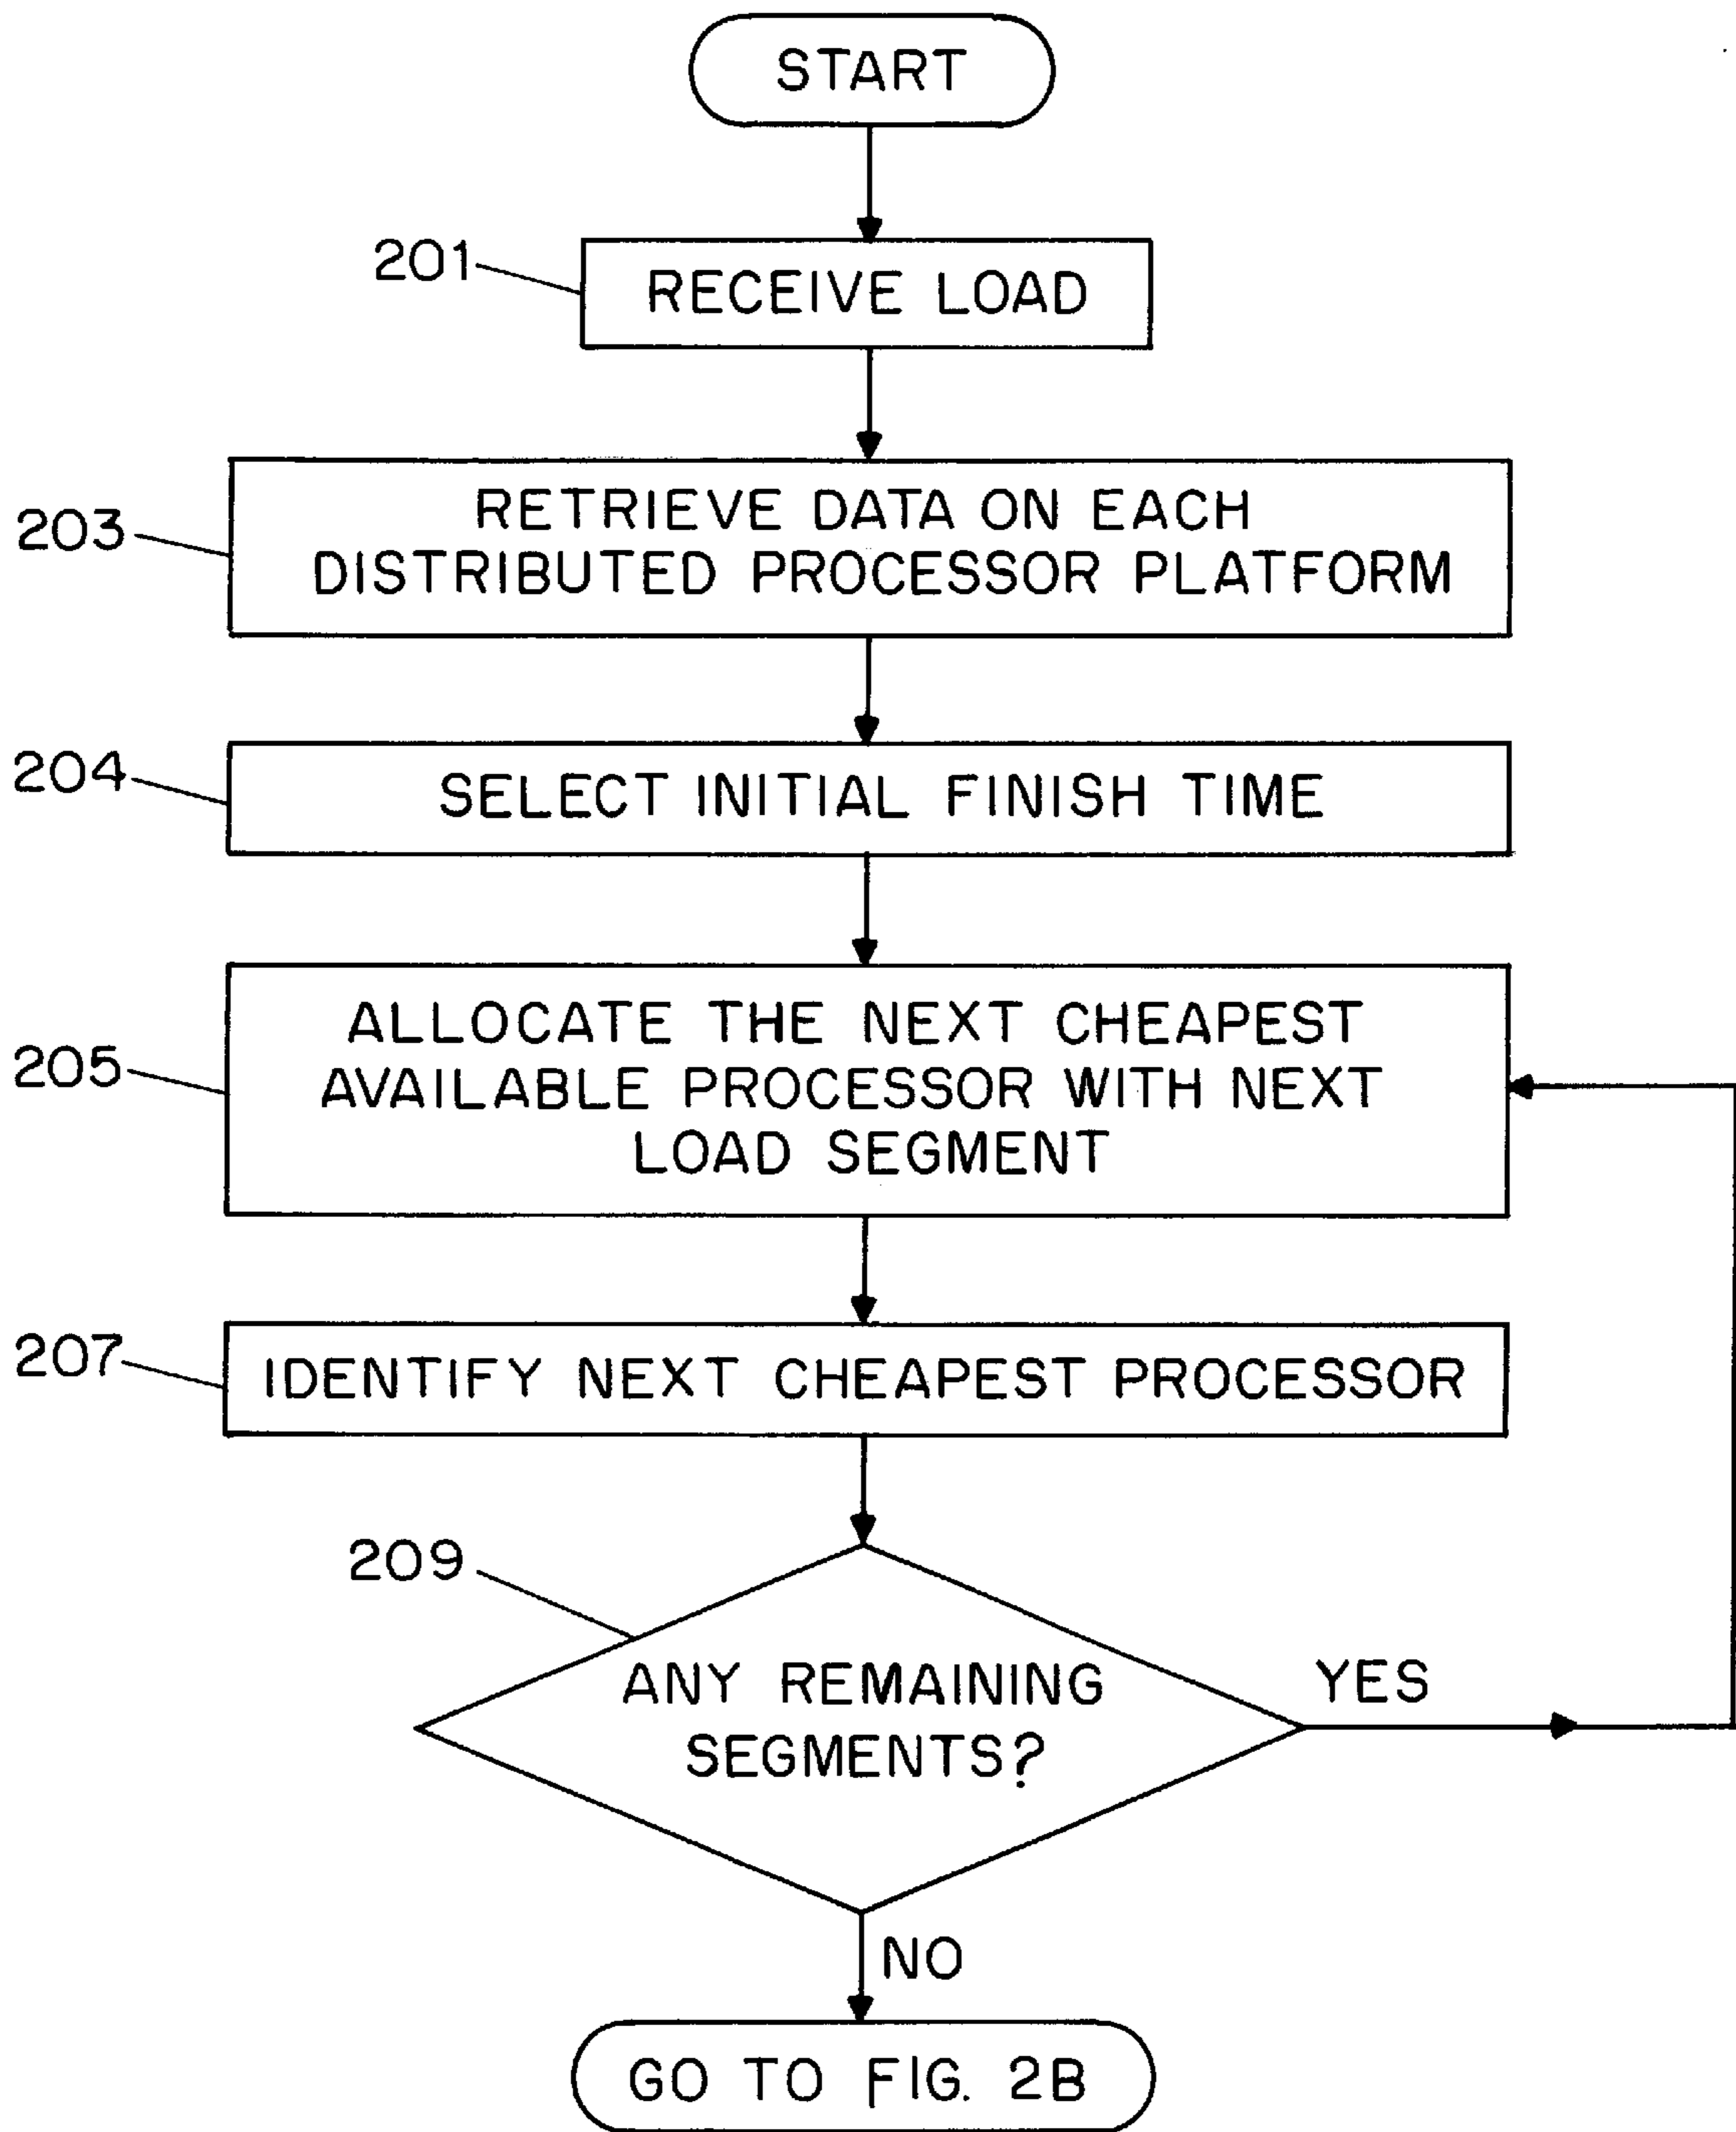 START
201
RECEIVE LOAD
203
RETRIEVE DATA ON EACH
DISTRIBUTED PROCESSOR PLATFORM
204
SELECT INITIAL FINISH TIME
205
ALLOCATE THE NEXT CHEAPEST
AVAILABLE PROCESSOR WITH NEXT
LOAD SEGMENT
207
IDENTIFY NEXT CHEAPEST PROCESSOR
209
ANY REMAINING
SEGMENTS?
YES
NO
GO TO FIG. 2B